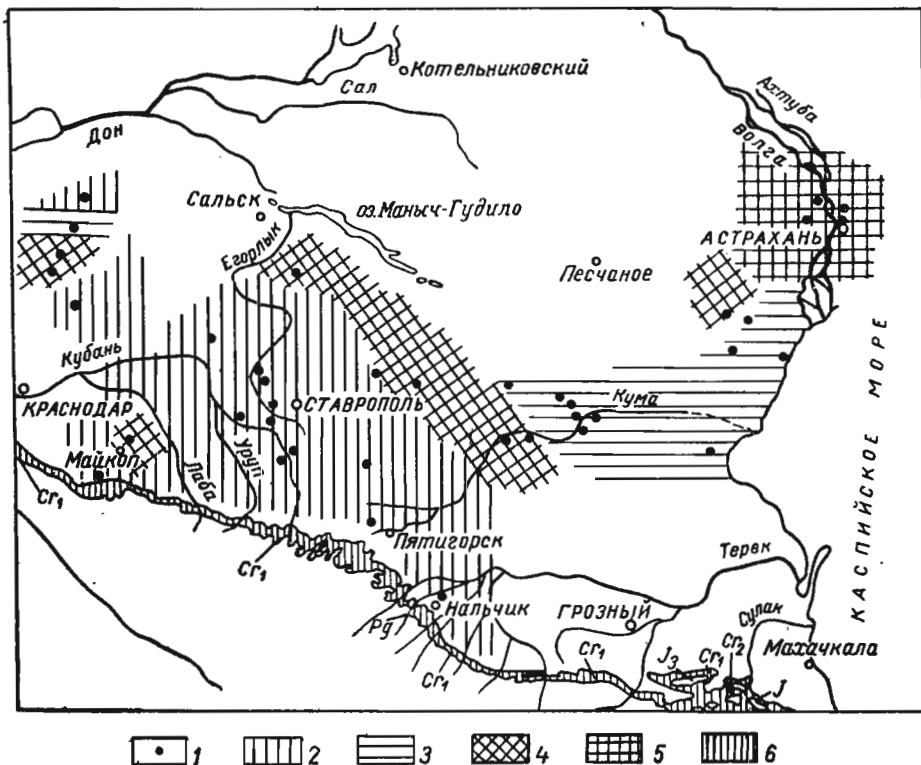 Котельниковский
Сал
Ахтуба
Дон
Волга
Сальск
оз.Маныч-Гудило
Егорлык
АСТРАХАНЬ
Песчаное
Кубань
КРАСНОДАР
СТАВРОПОЛЬ
Кума
КАСПИЙСКОЕ МОРЕ
Майкоп
Лаба
Уруп
Cr1
Cr1
Пятигорск
Терек
Рg
Нальчик
ГРОЗНЫЙ
Сулак
Cr1
Cr1
J3
Cr1
Cr2
J
Махачкала
1 2 3 4 5 6